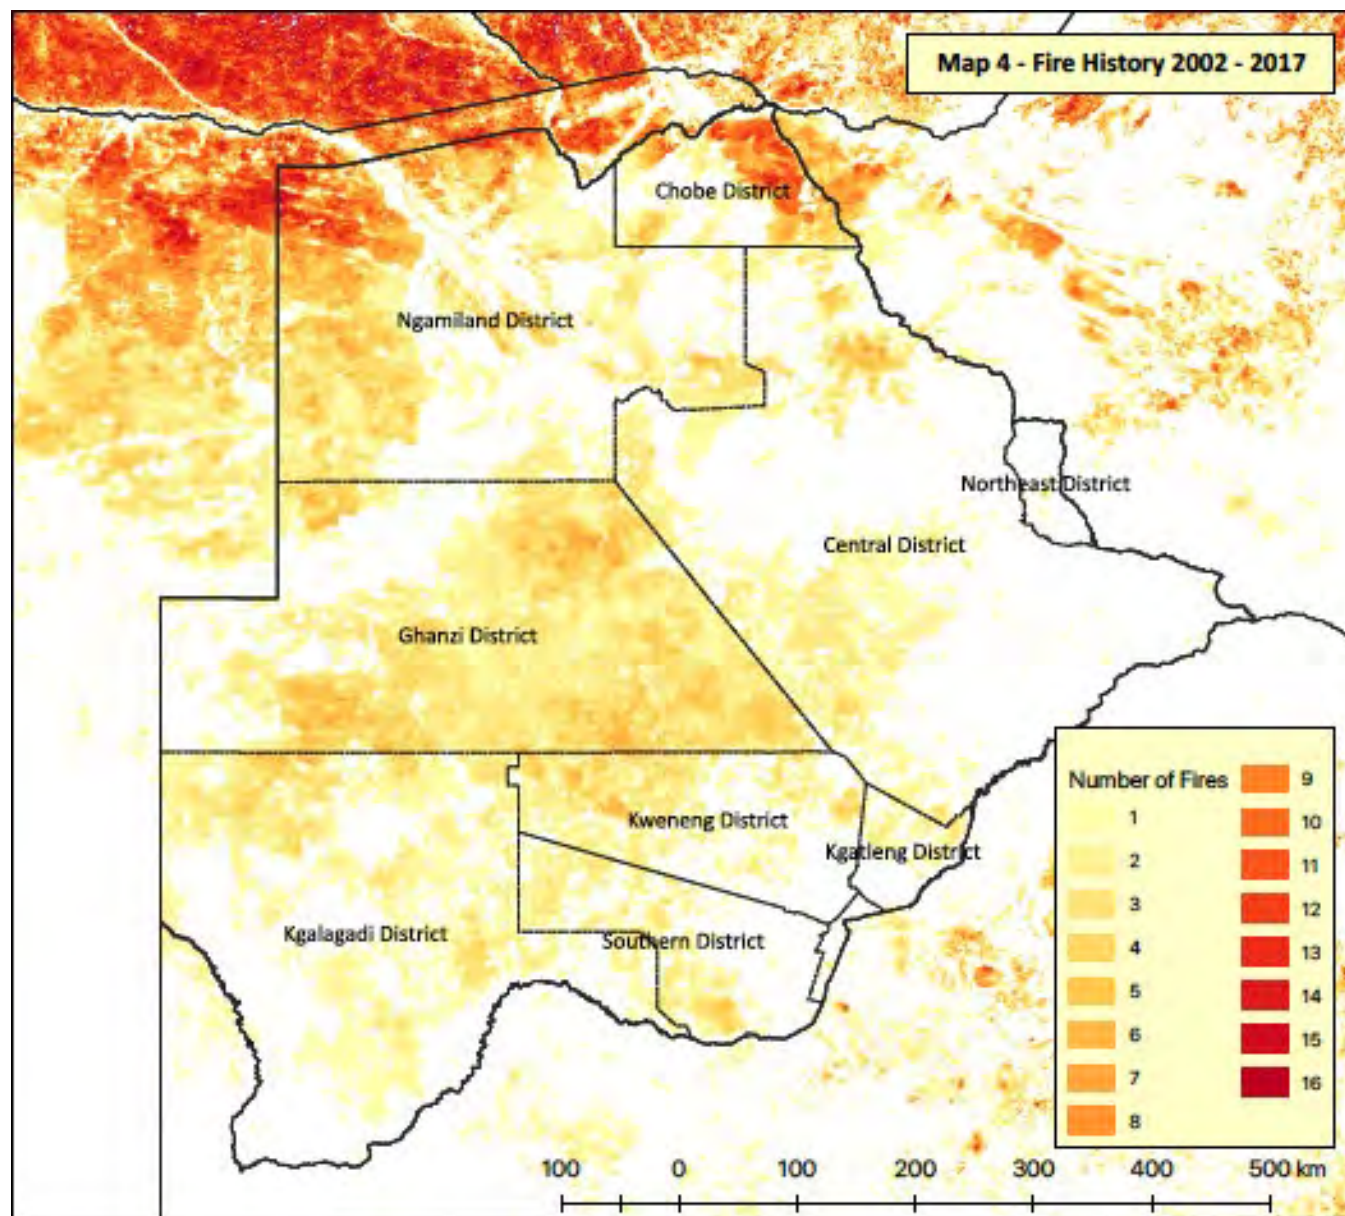 Map 4 - Fire History 2002 - 2017
Chobe District
Ngamiland District
Northeast District
Central District
Ghanzi District
Kweneng District
Kgatleng District
Kgalagadi District
Southern District
Number of Fires
1
2
3
4
5
6
7
8
9
10
11
12
13
14
15
16
100 0 100 200 300 400 500 km